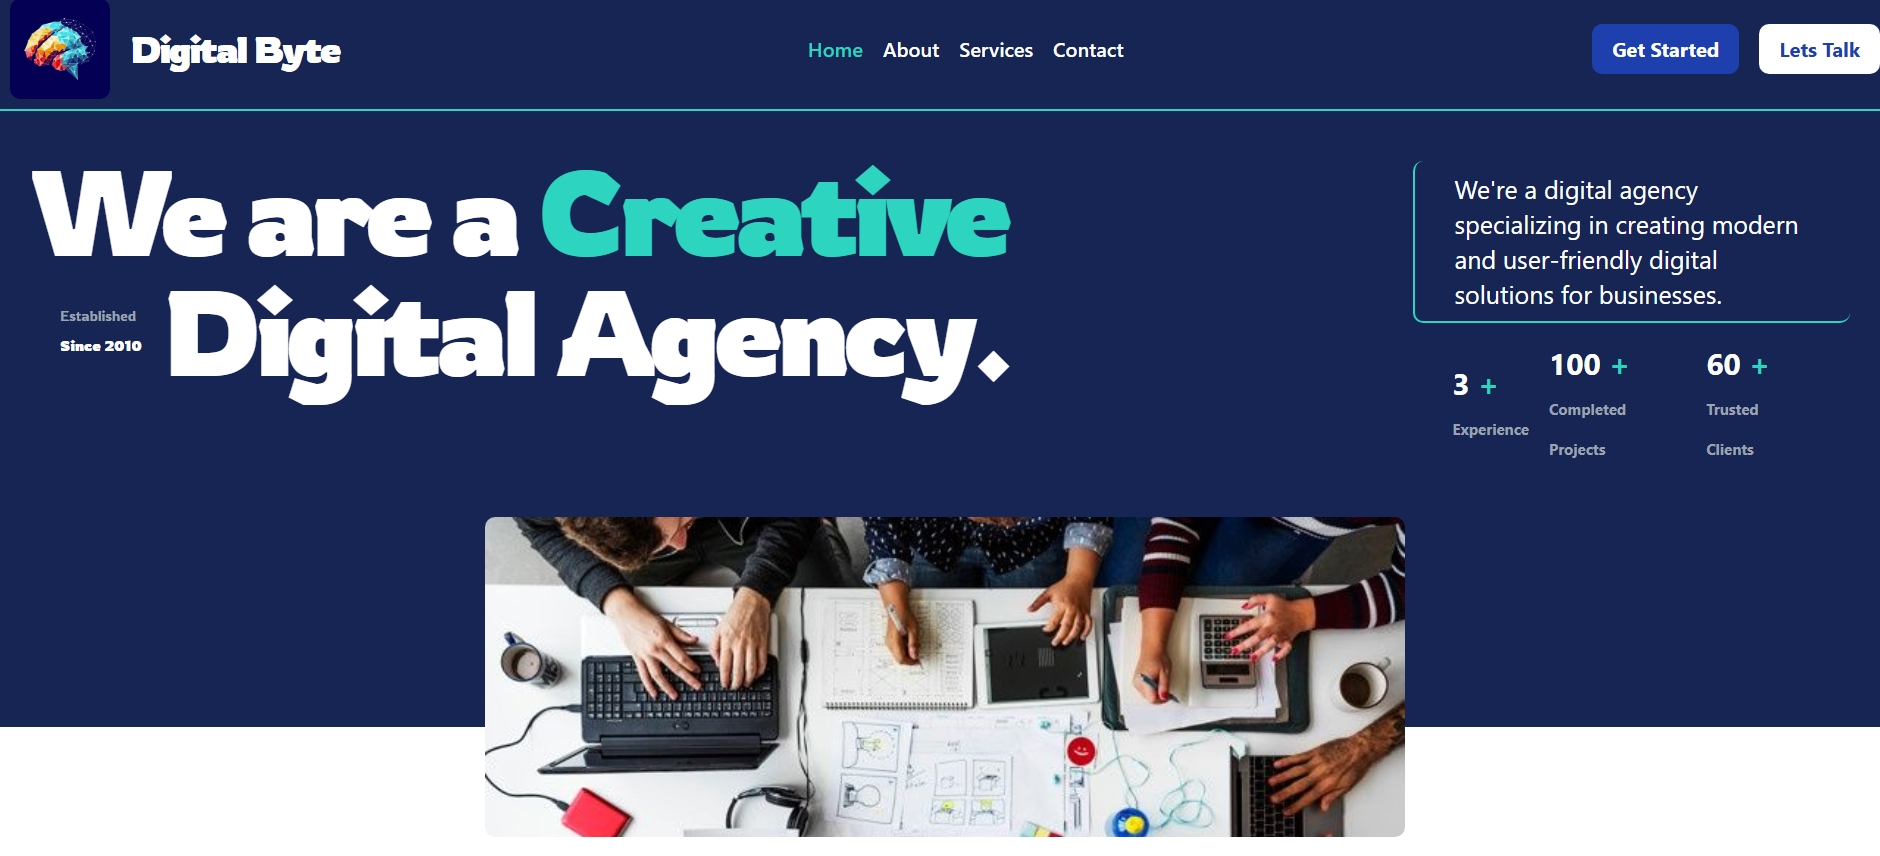 Digital Byte
Home About Services Contact
Get Started
Lets Talk
We are a Creative
Digital Agency.
Established
Since 2010
We're a digital agency
specializing in creating modern
and user-friendly digital
solutions for businesses.
3 +
Experience
100 +
Completed
Projects
60 +
Trusted
Clients